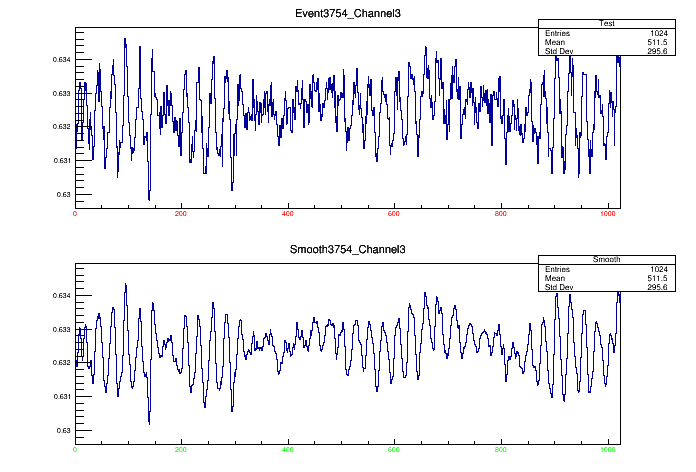 Event3754_Channel3
Test
Entries 1024
Mean 511.5
Std Dev 295.6
0.634
0.633
0.632
0.631
0.63
0 200 400 600 800 1000
Smooth3754_Channel3
Smooth
Entries 1024
Mean 511.5
Std Dev 295.6
0.634
0.633
0.632
0.631
0.63
0 200 400 600 800 1000